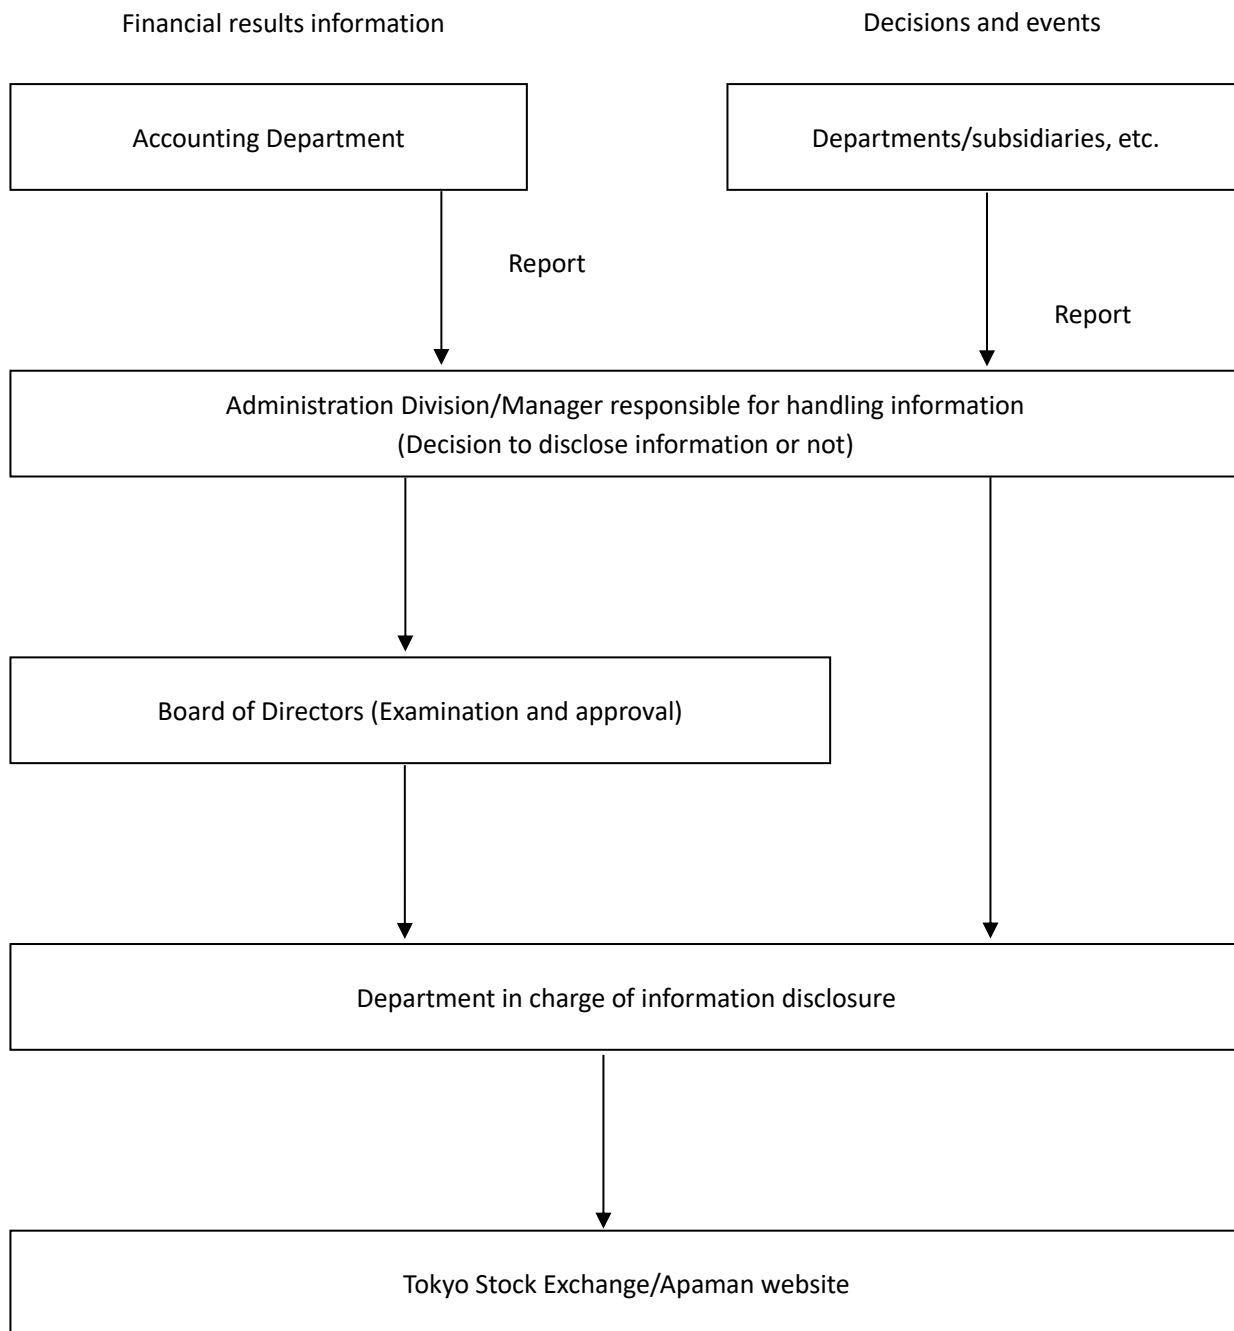 Financial results information
Decisions and events
Accounting Department
Departments/subsidiaries, etc.
Report
Report
Administration Division/Manager responsible for handling information
(Decision to disclose information or not)
Board of Directors (Examination and approval)
Department in charge of information disclosure
Tokyo Stock Exchange/Apaman website